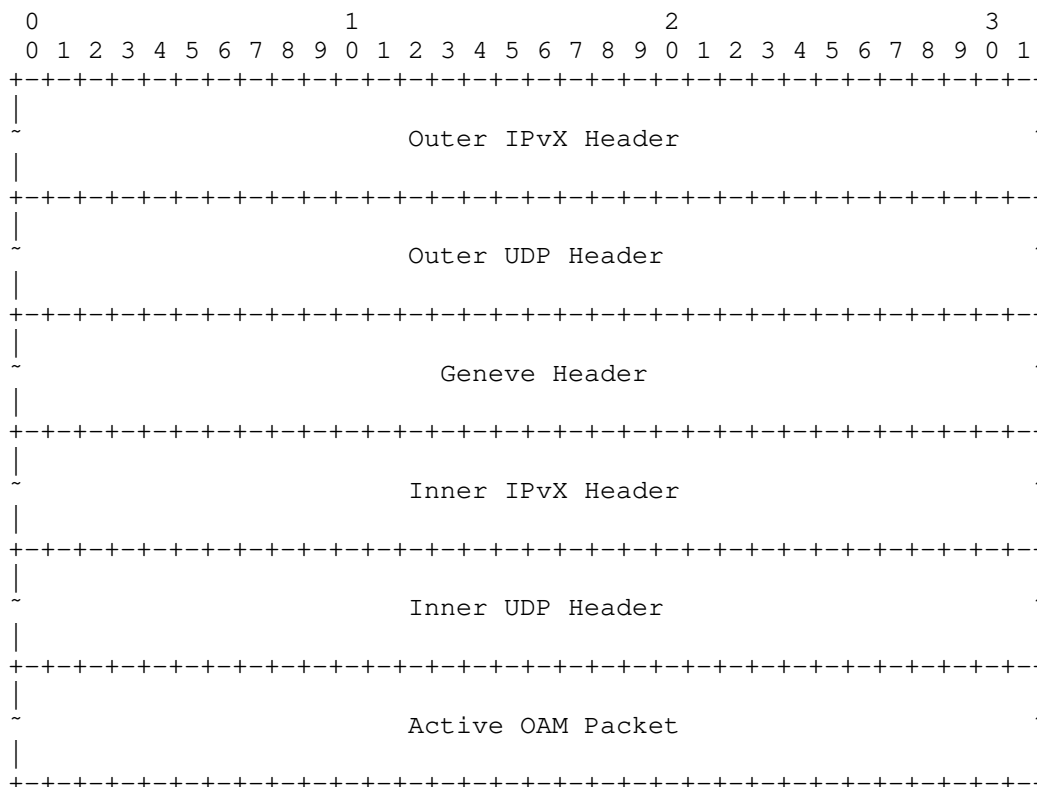 0                   1                   2                   3
0 1 2 3 4 5 6 7 8 9 0 1 2 3 4 5 6 7 8 9 0 1 2 3 4 5 6 7 8 9 0 1
+-+-+-+-+-+-+-+-+-+-+-+-+-+-+-+-+-+-+-+-+-+-+-+-+-+-+-+-+-+-+-+-
|
~ Outer IPvX Header ~
|
+-+-+-+-+-+-+-+-+-+-+-+-+-+-+-+-+-+-+-+-+-+-+-+-+-+-+-+-+-+-+-+-
|
~ Outer UDP Header ~
|
+-+-+-+-+-+-+-+-+-+-+-+-+-+-+-+-+-+-+-+-+-+-+-+-+-+-+-+-+-+-+-+-
|
~ Geneve Header ~
|
+-+-+-+-+-+-+-+-+-+-+-+-+-+-+-+-+-+-+-+-+-+-+-+-+-+-+-+-+-+-+-+-
|
~ Inner IPvX Header ~
|
+-+-+-+-+-+-+-+-+-+-+-+-+-+-+-+-+-+-+-+-+-+-+-+-+-+-+-+-+-+-+-+-
|
~ Inner UDP Header ~
|
+-+-+-+-+-+-+-+-+-+-+-+-+-+-+-+-+-+-+-+-+-+-+-+-+-+-+-+-+-+-+-+-
|
~ Active OAM Packet ~
|
+-+-+-+-+-+-+-+-+-+-+-+-+-+-+-+-+-+-+-+-+-+-+-+-+-+-+-+-+-+-+-+-